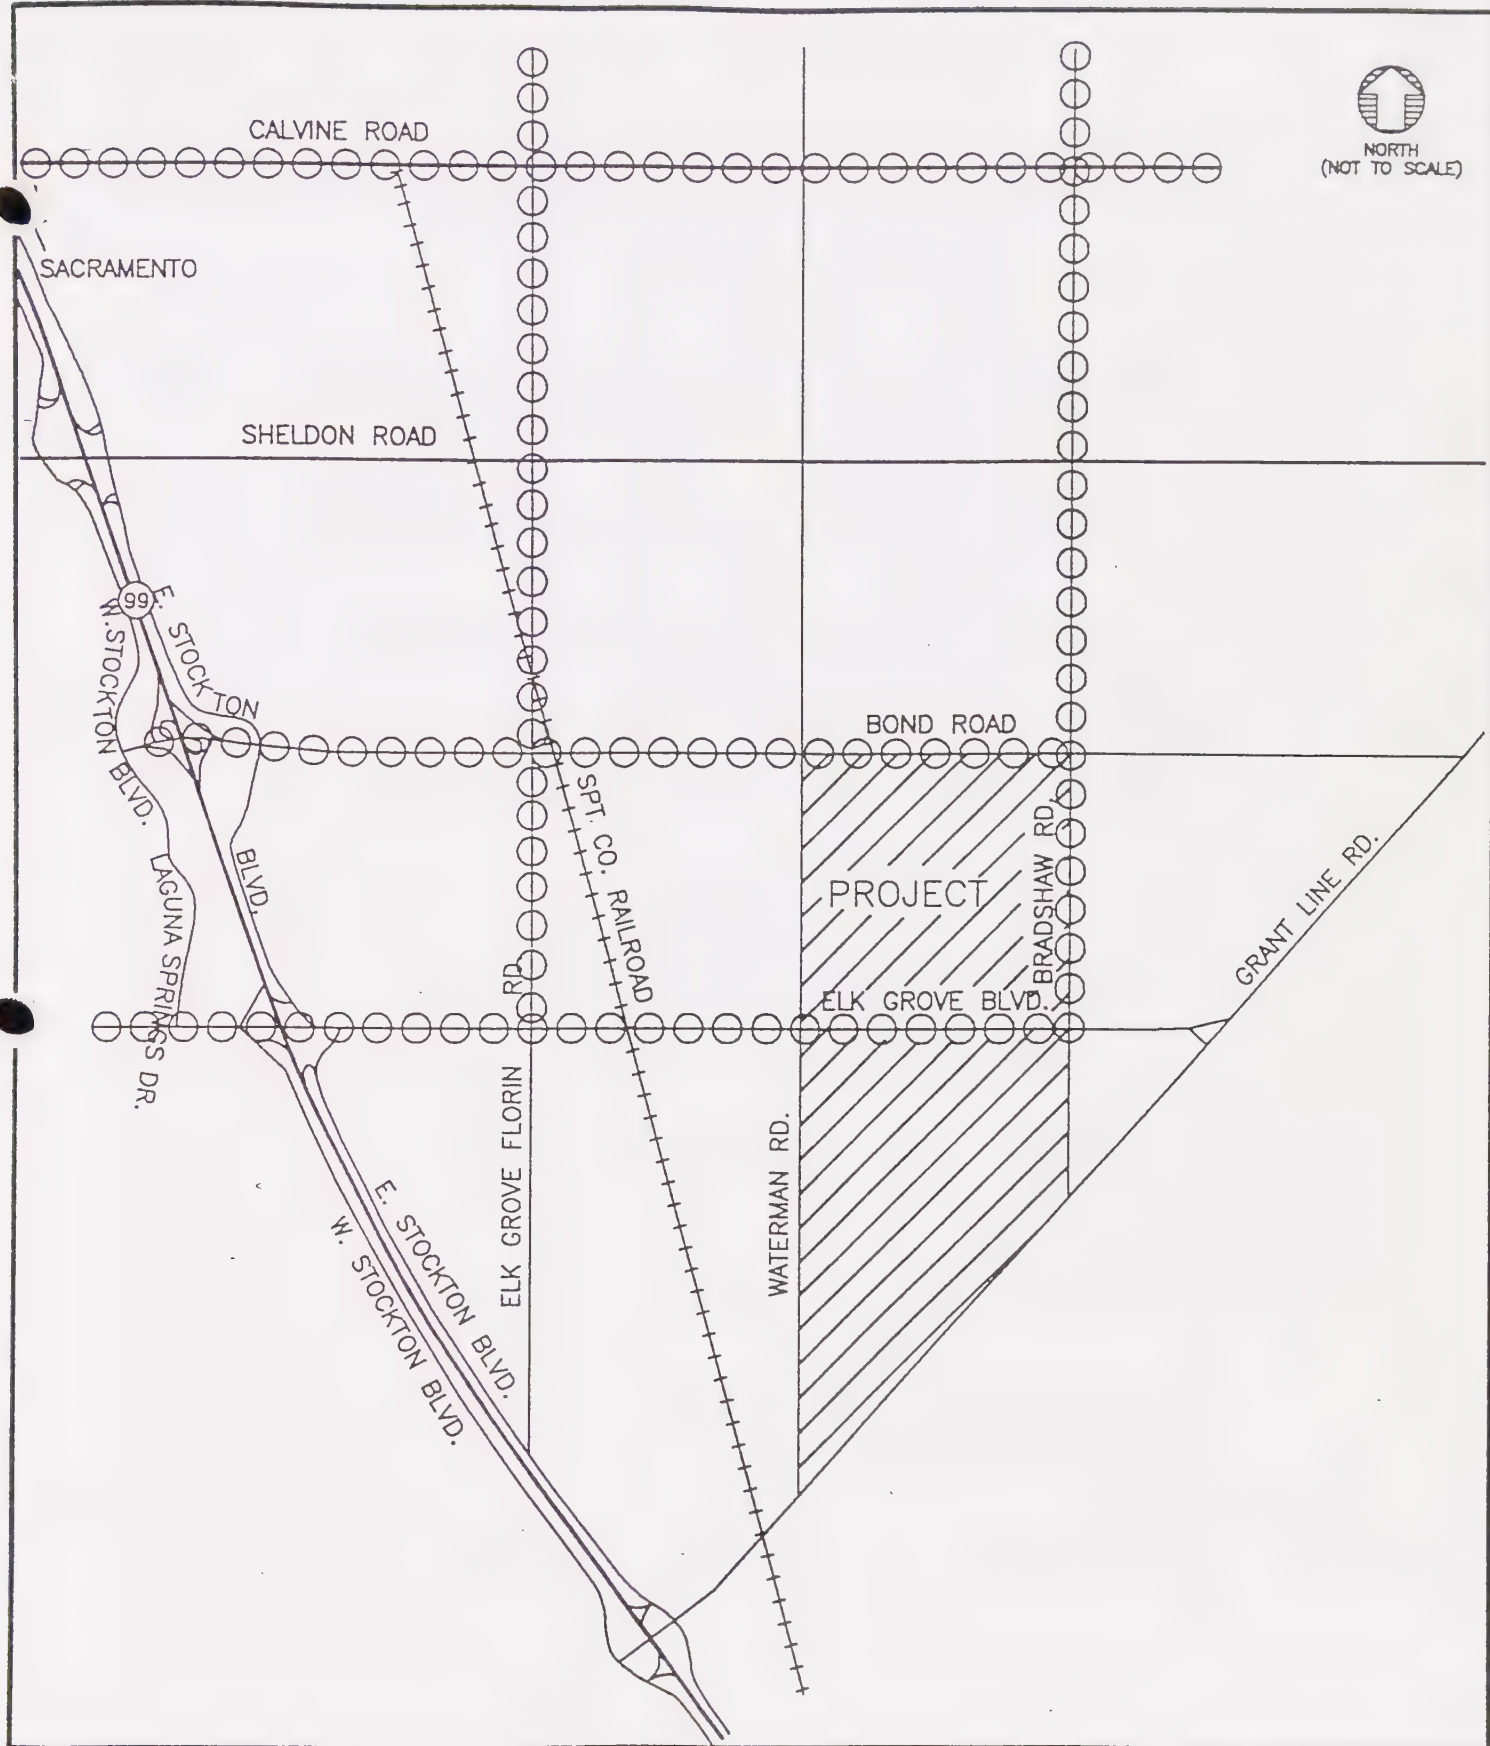 CALVINE ROAD
NORTH
(NOT TO SCALE)
SACRAMENTO
SHELDON ROAD
99
E. STOCKTON
BLVD.
W. STOCKTON BLVD.
BOND ROAD
SPT. CO. RAILROAD
PROJECT
BRADSHAW RD.
GRANT LINE RD.
LAGUNA SPRINGS DR.
ELK GROVE BLVD.
ELK GROVE FLORIN RD.
WATERMAN RD.
E. STOCKTON BLVD.
W. STOCKTON BLVD.